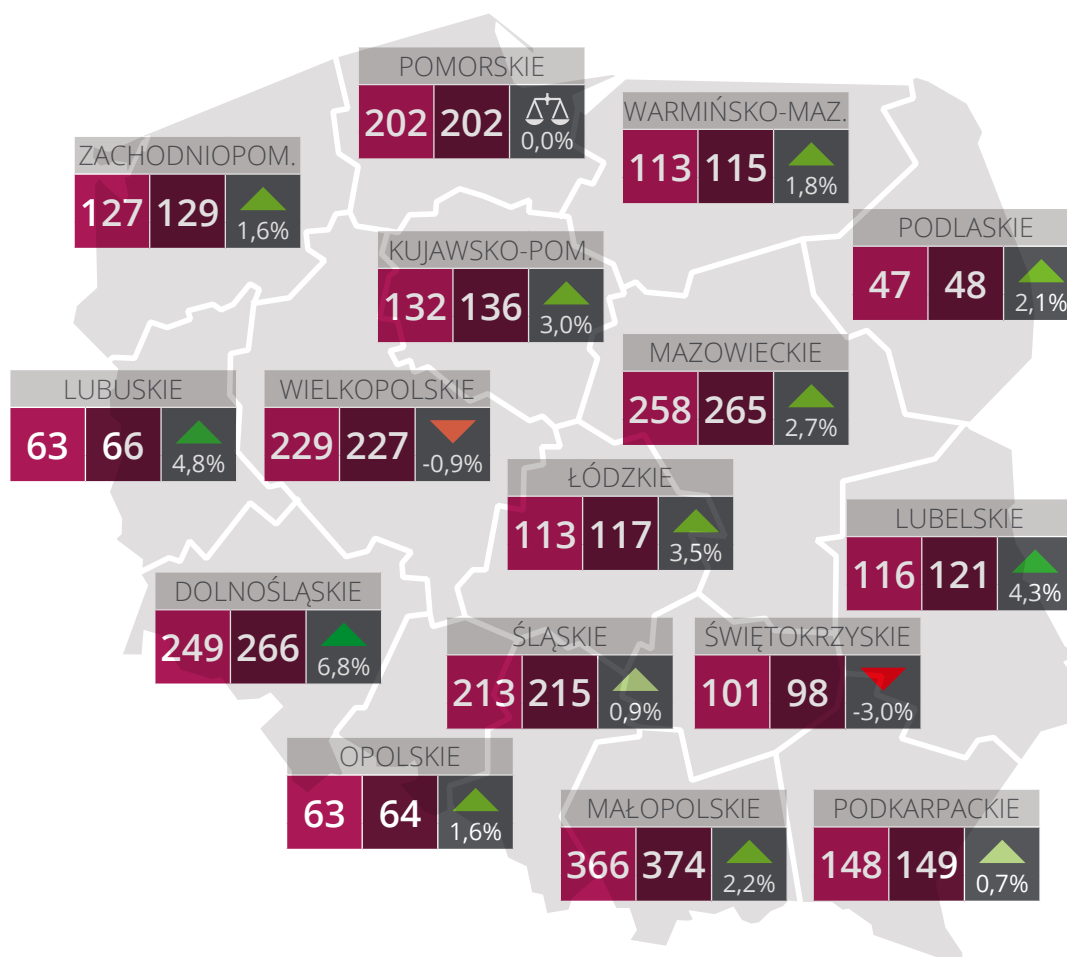 POMORSKIE
202 202 0,0%
WARMIŃSKO-MAZ.
113 115 1,8%
ZACHODNIOPOM.
127 129 1,6%
PODLASKIE
47 48 2,1%
KUJAWSKO-POM.
132 136 3,0%
MAZOWIECKIE
258 265 2,7%
LUBUSKIE
63 66 4,8%
WIELKOPOLSKIE
229 227 -0,9%
ŁÓDZKIE
113 117 3,5%
LUBELSKIE
116 121 4,3%
DOLNOŚLĄSKIE
249 266 6,8%
ŚLĄSKIE
213 215 0,9%
ŚWIĘTOKRZYSKIE
101 98 -3,0%
OPOLSKIE
63 64 1,6%
MAŁOPOLSKIE
366 374 2,2%
PODKARPACKIE
148 149 0,7%